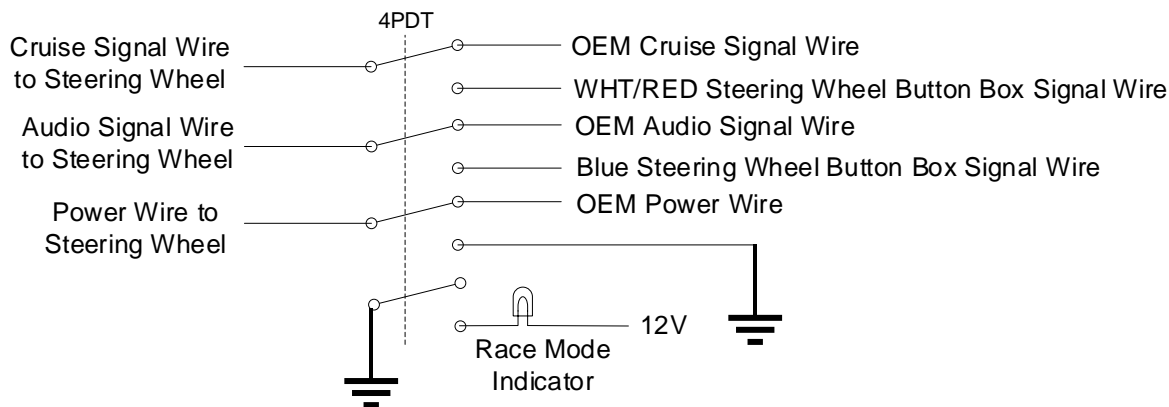 4PDT
Cruise Signal Wire
to Steering Wheel
OEM Cruise Signal Wire
WHT/RED Steering Wheel Button Box Signal Wire
Audio Signal Wire
to Steering Wheel
OEM Audio Signal Wire
Blue Steering Wheel Button Box Signal Wire
Power Wire to
Steering Wheel
OEM Power Wire
12V
Race Mode
Indicator